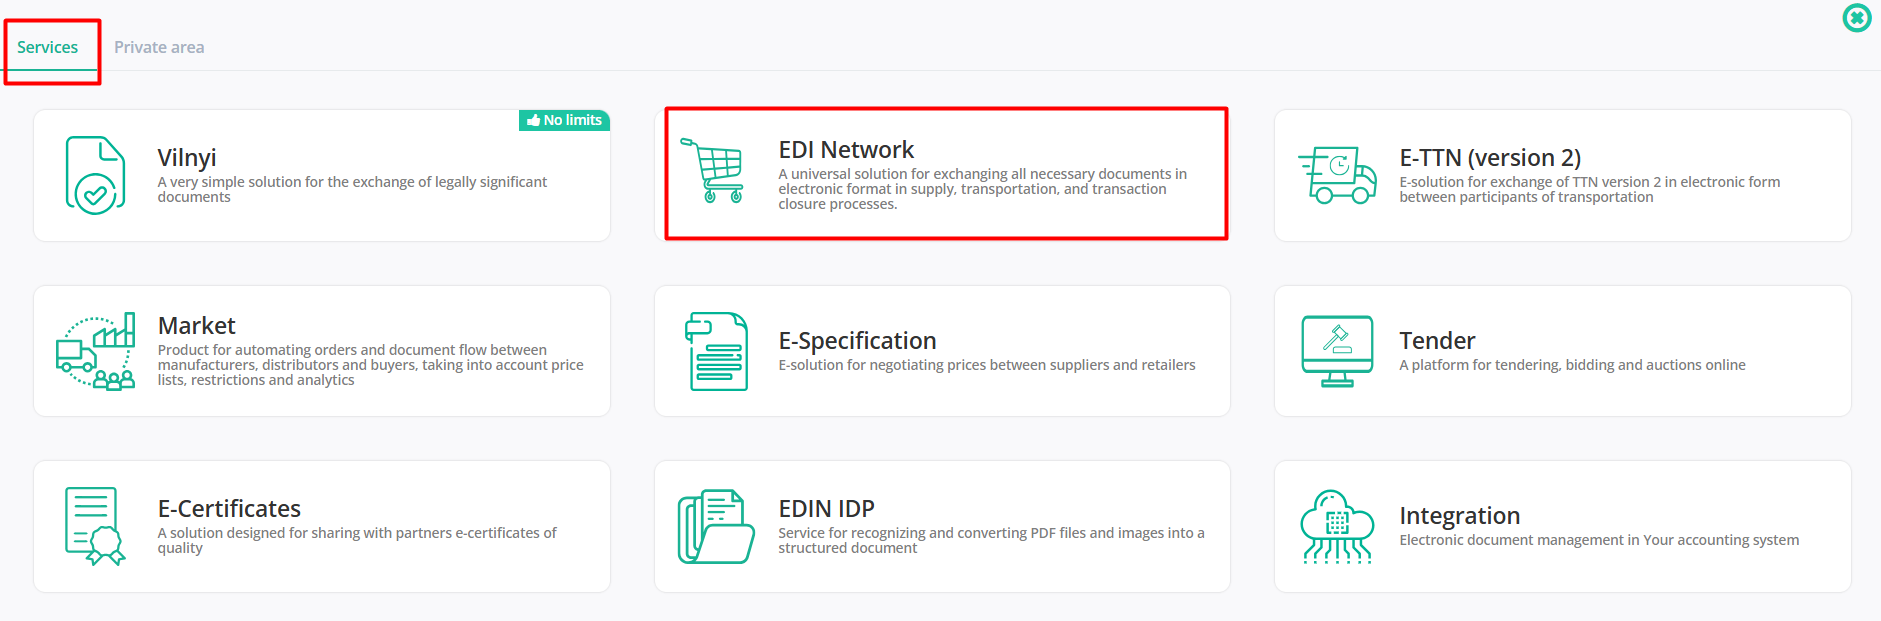 Services
Private area
No limits
Vilnyi
A very simple solution for the exchange of legally significant
documents
EDI Network
A universal solution for exchanging all necessary documents in
electronic format in supply, transportation, and transaction
closure processes.
E-TTN (version 2)
E-solution for exchange of TTN version 2 in electronic form
between participants of transportation
Market
Product for automating orders and document flow between
manufacturers, distributors and buyers, taking into account price
lists, restrictions and analytics
E-Specification
E-solution for negotiating prices between suppliers and retailers
Tender
A platform for tendering, bidding and auctions online
E-Certificates
A solution designed for sharing with partners e-certificates of
quality
EDIN IDP
Service for recognizing and converting PDF files and images into a
structured document
Integration
Electronic document management in Your accounting system